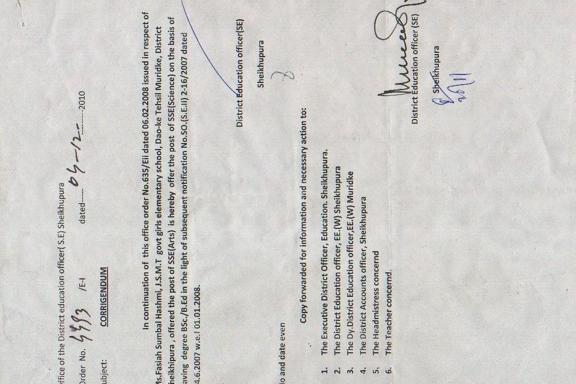 ffice of the District education officer( S.E) Sheikhupura
Order No. 4993 /E-I dated 04-12- 2010
ubject: CORRIGENDUM
In continuation of this office order No.635/Eii dated 06.02.2008 issued in respect of
Ms.Fasiah Sumbal Hashmi, J.S.M.T govt girls elementary school, Dao-ke Tehsil Muridke, District
heikhpura , offered the post of SSE(Arts) Is hereby offer the post of SSE(Science) on the basis of
aving degree BSc./B.Ed in the light of subsequent notification No.SO.(S.E.II) 2-16/2007 dated
4.6.2007 w.e.i 01.01.2008.
District Education officer(SE)
Sheikhupura
lo and date even
Copy forwarded for information and necessary action to:
1. The Executive District Officer, Education. Sheikhupura.
2. The District Education officer, EE.(W) Sheikhupura
3. The Dy.District Education officer,EE.(W) Muridke
4. The District Accounts officer, Sheikhupura
5. The Headmistress concernd
6. The Teacher concernd.
District Education officer (SE)
Sheikhupura